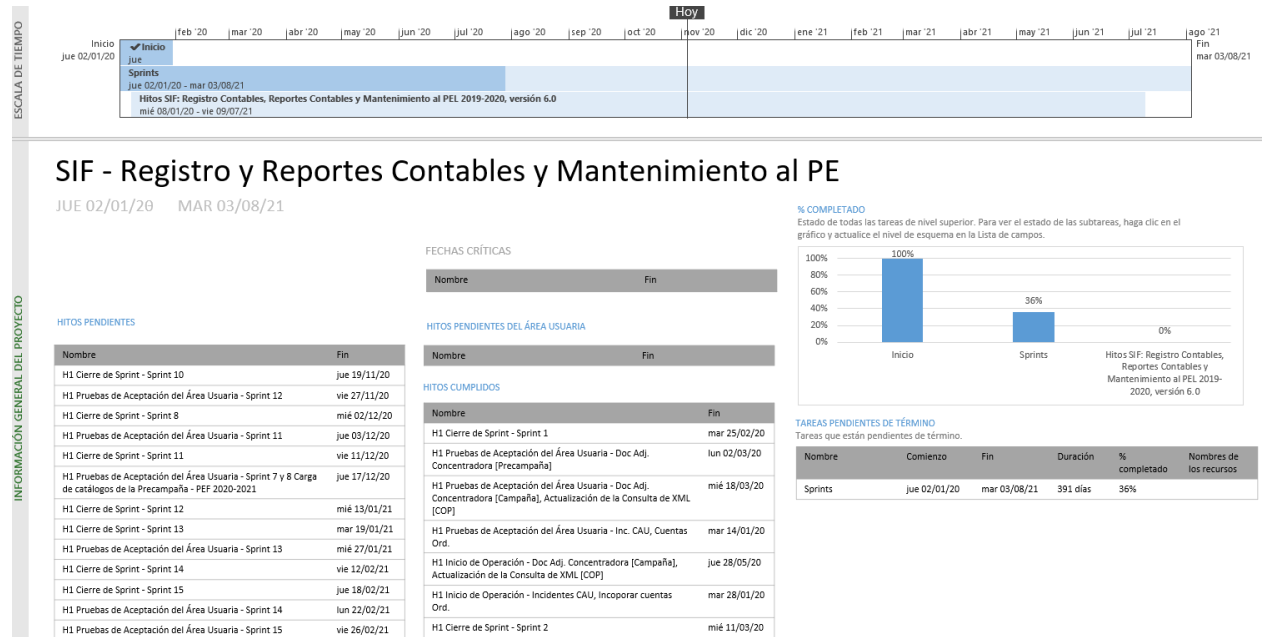 Hoy
feb '20
mar '20
abr '20
may '20
jun '20
jul '20
ago '20
sep '20
oct '20
nov '20
dic '20
ene '21
feb '21
mar '21
abr '21
may '21
jun '21
jul '21
ago '21
ESCALA DE TIEMPO
Inicio
jue 02/01/20
Inicio
jue
Fin
mar 03/08/21
Sprints
jue 02/01/20 - mar 03/08/21
Hitos SIF: Registro Contables, Reportes Contables y Mantenimiento al PEL 2019-2020, versión 6.0
mié 08/01/20 - vie 09/07/21
INFORMACIÓN GENERAL DEL PROYECTO
SIF - Registro y Reportes Contables y Mantenimiento al PE
JUE 02/01/20 MAR 03/08/21
HITOS PENDIENTES
Nombre Fin
H1 Cierre de Sprint - Sprint 10 jue 19/11/20
H1 Pruebas de Aceptación del Área Usuaria - Sprint 12 vie 27/11/20
H1 Cierre de Sprint - Sprint 8 mié 02/12/20
H1 Pruebas de Aceptación del Área Usuaria - Sprint 11 jue 03/12/20
H1 Cierre de Sprint - Sprint 11 vie 11/12/20
H1 Pruebas de Aceptación del Área Usuaria - Sprint 7 y 8 Carga jue 17/12/20
de catálogos de la Precampaña - PEF 2020-2021
H1 Cierre de Sprint - Sprint 12 mié 13/01/21
H1 Cierre de Sprint - Sprint 13 mar 19/01/21
H1 Pruebas de Aceptación del Área Usuaria - Sprint 13 mié 27/01/21
H1 Cierre de Sprint - Sprint 14 vie 12/02/21
H1 Cierre de Sprint - Sprint 15 jue 18/02/21
H1 Pruebas de Aceptación del Área Usuaria - Sprint 14 lun 22/02/21
H1 Pruebas de Aceptación del Área Usuaria - Sprint 15 vie 26/02/21
FECHAS CRÍTICAS
Nombre Fin
HITOS PENDIENTES DEL ÁREA USUARIA
Nombre Fin
HITOS CUMPLIDOS
Nombre Fin
H1 Cierre de Sprint - Sprint 1 mar 25/02/20
H1 Pruebas de Aceptación del Área Usuaria - Doc Adj. lun 02/03/20
Concentradora [Precampaña]
H1 Pruebas de Aceptación del Área Usuaria - Doc Adj. mié 18/03/20
Concentradora [Campaña], Actualización de la Consulta de XML
[COP]
H1 Pruebas de Aceptación del Área Usuaria - Inc. CAU, Cuentas mar 14/01/20
Ord.
H1 Inicio de Operación - Doc Adj. Concentradora [Campaña], jue 28/05/20
Actualización de la Consulta de XML [COP]
H1 Inicio de Operación - Incidentes CAU, Incoporar cuentas mar 28/01/20
Ord.
H1 Cierre de Sprint - Sprint 2 mié 11/03/20
% COMPLETADO
Estado de todas las tareas de nivel superior. Para ver el estado de las subtareas, haga clic en el
gráfico y actualice el nivel de esquema en la Lista de campos.
100%
80%
60%
40%
20%
0%
100%
36%
0%
Inicio
Sprints
Hitos SIF: Registro Contables,
Reportes Contables y
Mantenimiento al PEL 2019-
2020, versión 6.0
TAREAS PENDIENTES DE TÉRMINO
Tareas que están pendientes de término.
Nombre Comienzo Fin Duración % Nombres de
completado los recursos
Sprints jue 02/01/20 mar 03/08/21 391 días 36%